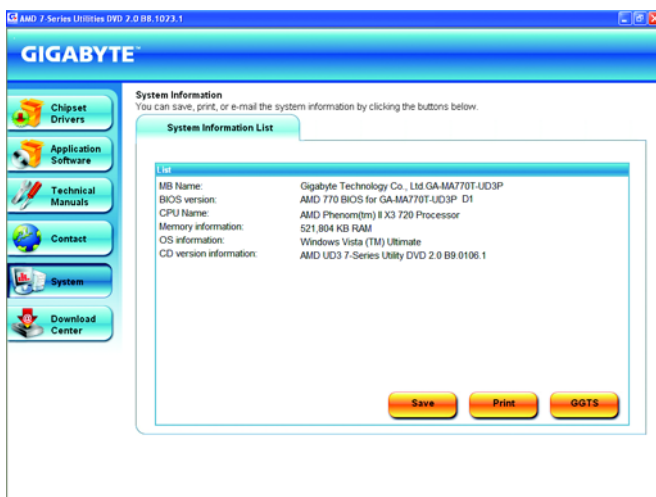 AMD 7-Series Utilities DVD 2.0 B8.1023.1
GIGABYTE™
Chipset
Drivers
Application
Software
Technical
Manuals
Contact
System
Download
Center
System Information
You can save, print, or e-mail the system information by clicking the buttons below.
System Information List
List
MB Name: Gigabyte Technology Co., Ltd.GA-MA770T-UD3P
BIOS version: AMD 770 BIOS for GA-MA770T-UD3P D1
CPU Name: AMD Phenom(tm) II X3 720 Processor
Memory information: 521,804 KB RAM
OS information: Windows Vista (TM) Ultimate
CD version information: AMD UD3 7-Series Utility DVD 2.0 B9.0106.1
Save Print GGTS